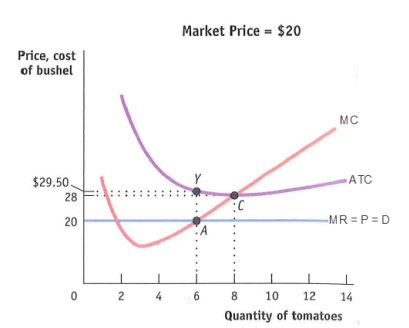 Market Price = $20
Price, cost
of bushel
MC
Y
ATC
$29.50
28
C
20
A
MR = P = D
0 2 4 6 8 10 12 14
Quantity of tomatoes